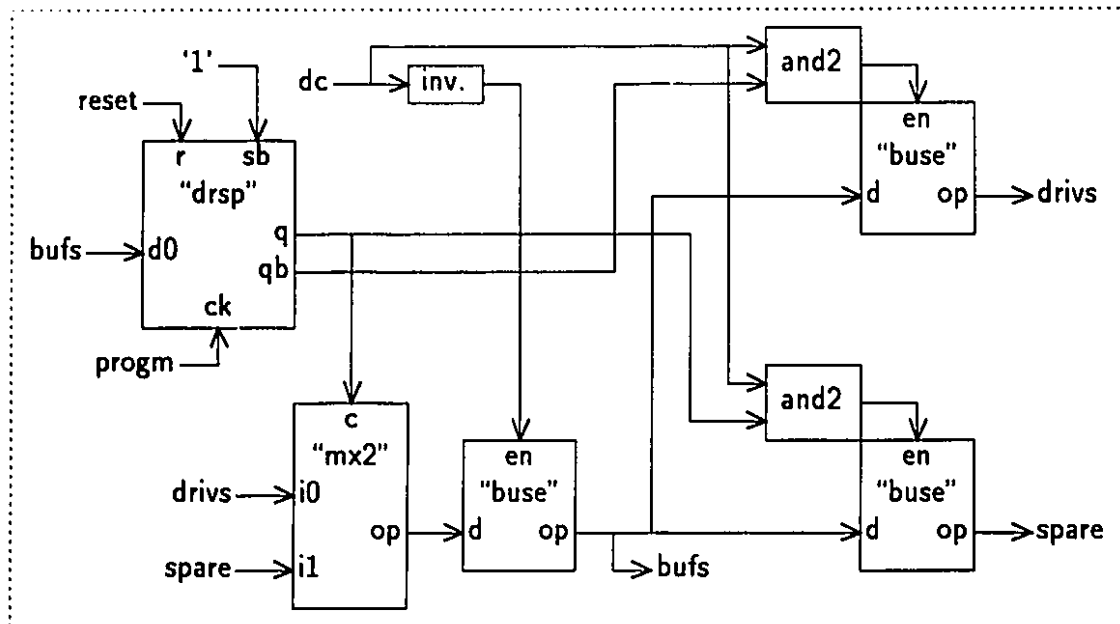 '1'
reset
r
sb
"drsp"
bufs
d0
q
qb
ck
progm
dc
inv.
and2
en
"buse"
d
op
drivs
c
"mx2"
drivs
i0
op
spare
i1
en
"buse"
d
op
bufs
and2
en
"buse"
d
op
spare